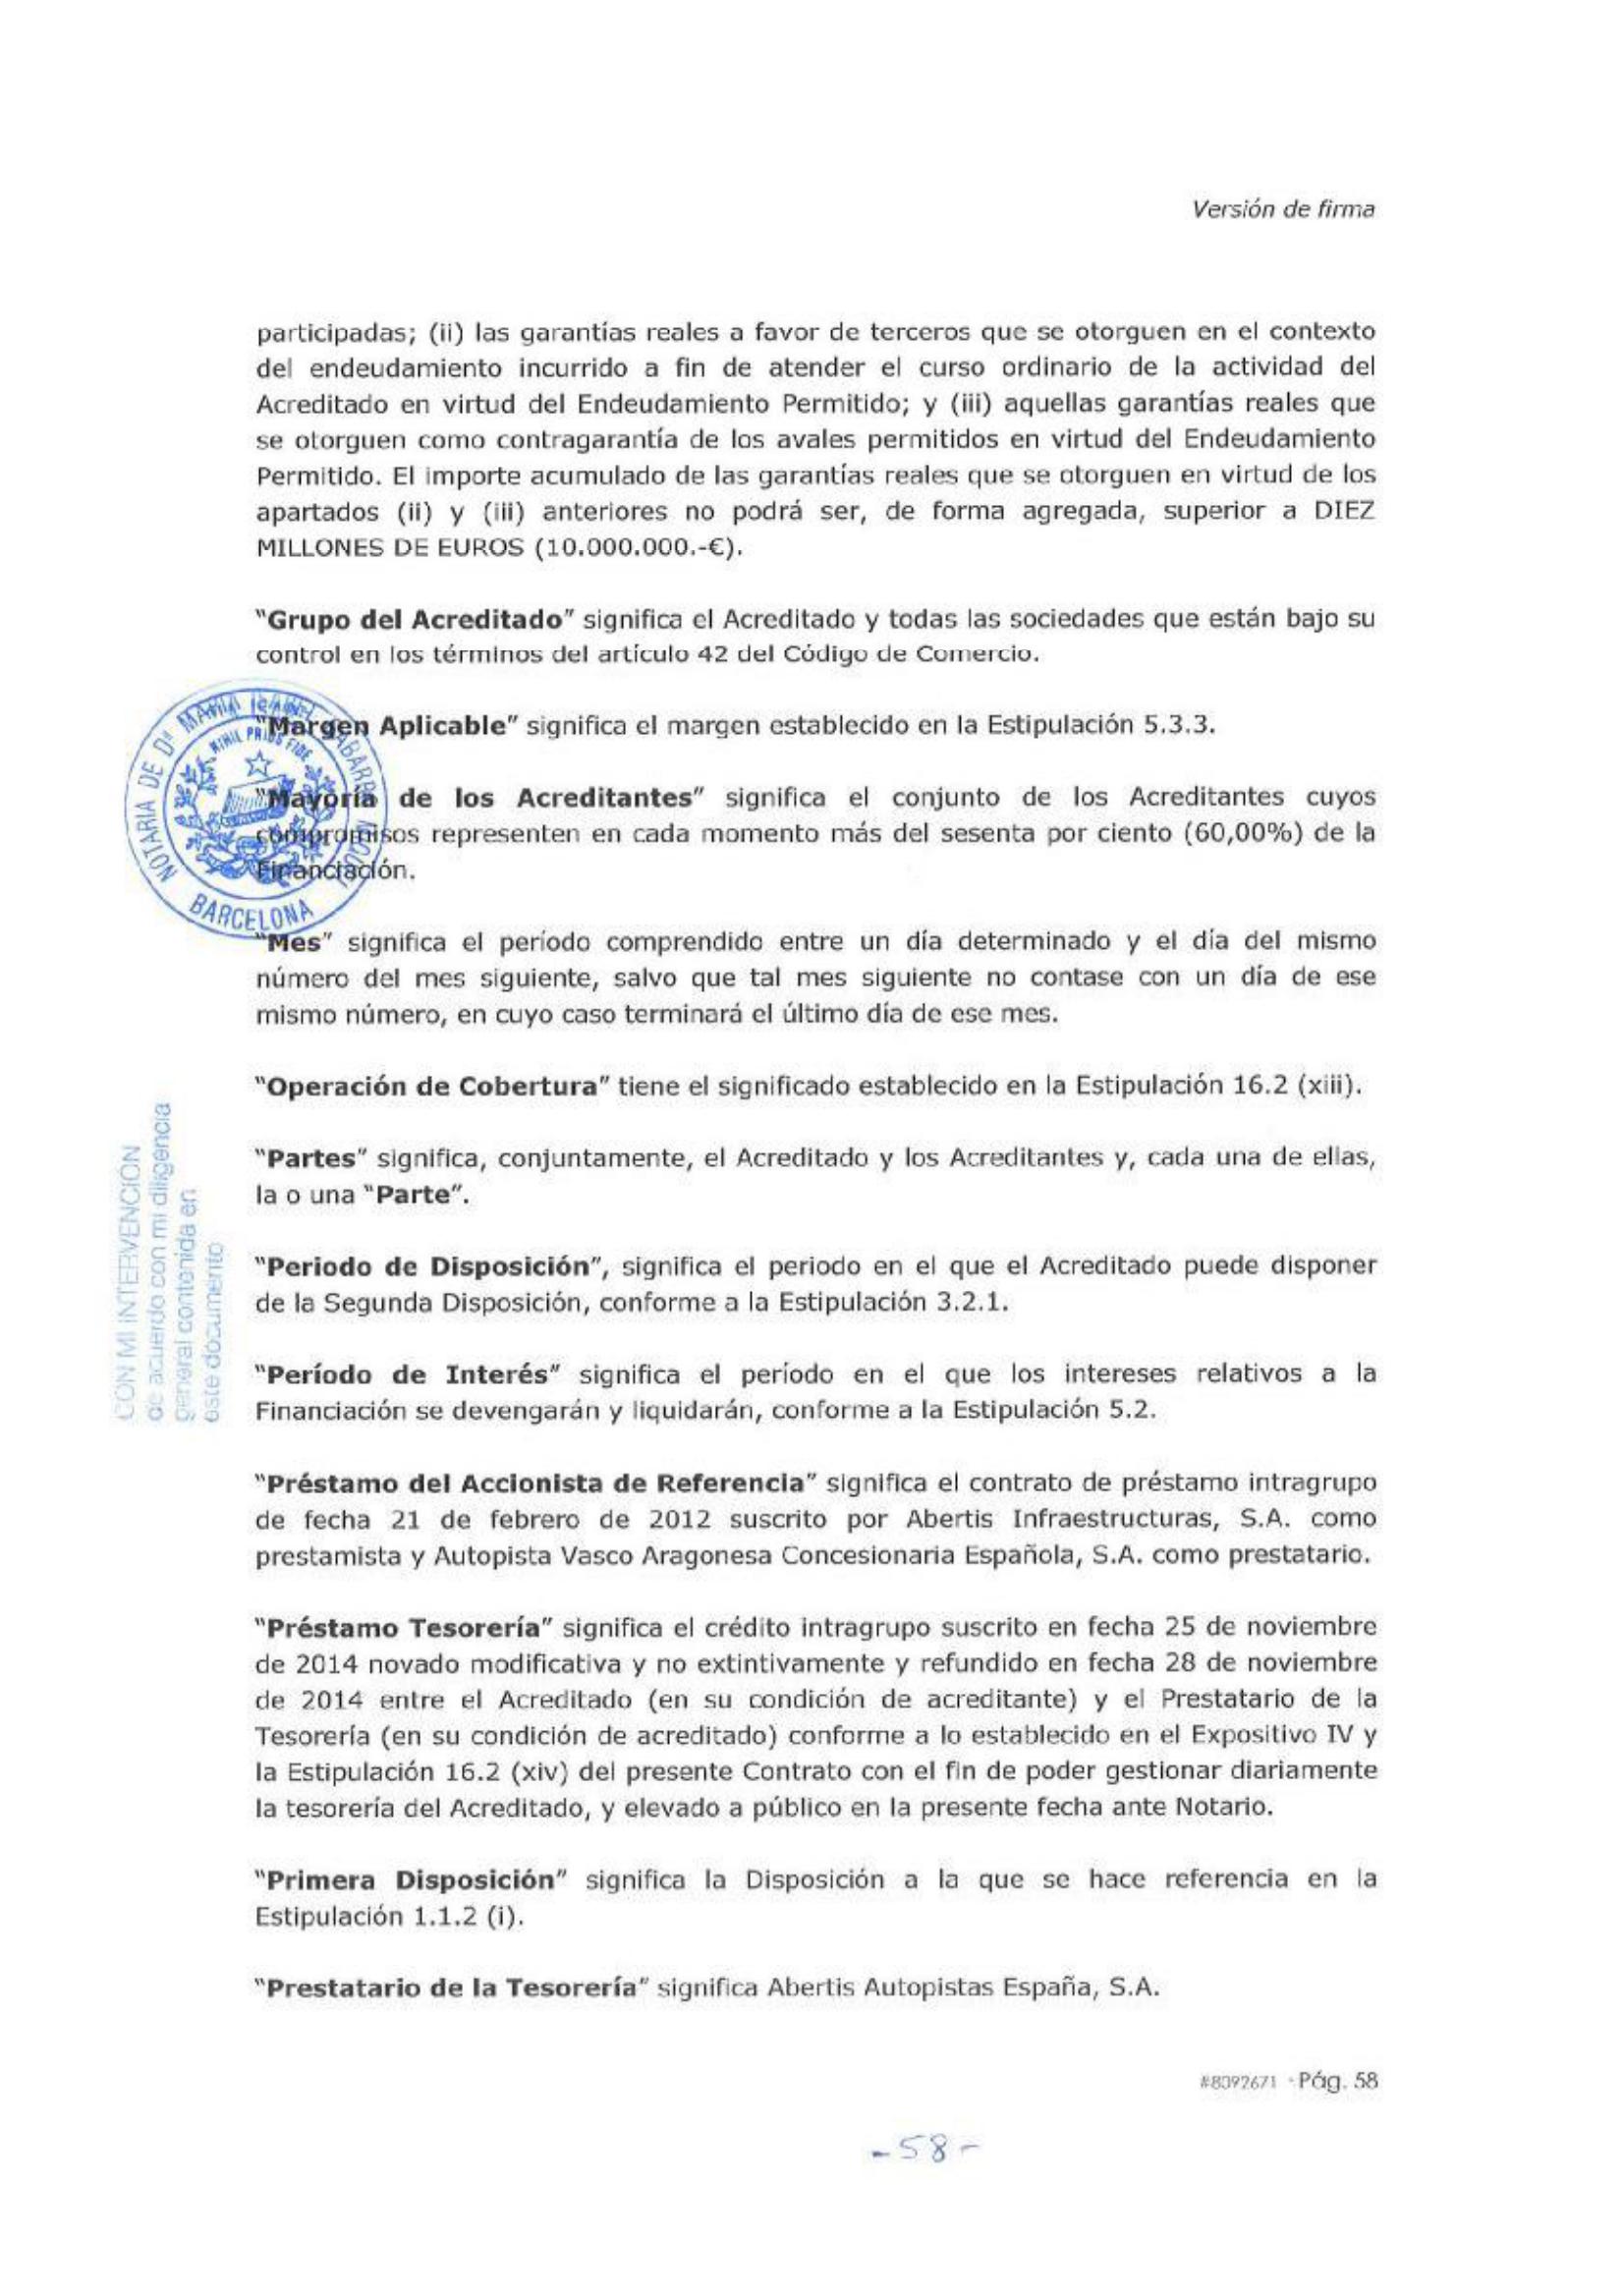 Versión de firma
participadas; (ii) las garantías reales a favor de terceros que se otorguen en el contexto
del endeudamiento incurrido a fin de atender el curso ordinario de la actividad del
Acreditado en virtud del Endeudamiento Permitido; y (iii) aquellas garantías reales que
se otorguen como contragarantía de los avales permitidos en virtud del Endeudamiento
Permitido. El importe acumulado de las garantías reales que se otorguen en virtud de los
apartados (ii) y (iii) anteriores no podrá ser, de forma agregada, superior a DIEZ
MILLONES DE EUROS (10.000.000.-€).
"Grupo del Acreditado" significa el Acreditado y todas las sociedades que están bajo su
control en los términos del artículo 42 del Código de Comercio.
"Margen Aplicable" significa el margen establecido en la Estipulación 5.3.3.
"Mayoría de los Acreditantes" significa el conjunto de los Acreditantes cuyos
compromisos representen en cada momento más del sesenta por ciento (60,00%) de la
Financiación.
NOTARIA DE Dª MARIA
NIHIL PRIUS FIDE
BARCELONA
"Mes" significa el período comprendido entre un día determinado y el día del mismo
número del mes siguiente, salvo que tal mes siguiente no contase con un día de ese
mismo número, en cuyo caso terminará el último día de ese mes.
"Operación de Cobertura" tiene el significado establecido en la Estipulación 16.2 (xiii).
"Partes" significa, conjuntamente, el Acreditado y los Acreditantes y, cada una de ellas,
la o una "Parte".
CON MI INTERVENCION
de acuerdo con mi diligencia
general contenida en
este documento
"Periodo de Disposición", significa el periodo en el que el Acreditado puede disponer
de la Segunda Disposición, conforme a la Estipulación 3.2.1.
"Período de Interés" significa el período en el que los intereses relativos a la
Financiación se devengarán y liquidarán, conforme a la Estipulación 5.2.
"Préstamo del Accionista de Referencia" significa el contrato de préstamo intragrupo
de fecha 21 de febrero de 2012 suscrito por Abertis Infraestructuras, S.A. como
prestamista y Autopista Vasco Aragonesa Concesionaria Española, S.A. como prestatario.
"Préstamo Tesorería" significa el crédito intragrupo suscrito en fecha 25 de noviembre
de 2014 novado modificativa y no extintivamente y refundido en fecha 28 de noviembre
de 2014 entre el Acreditado (en su condición de acreditante) y el Prestatario de la
Tesorería (en su condición de acreditado) conforme a lo establecido en el Expositivo IV y
la Estipulación 16.2 (xiv) del presente Contrato con el fin de poder gestionar diariamente
la tesorería del Acreditado, y elevado a público en la presente fecha ante Notario.
"Primera Disposición" significa la Disposición a la que se hace referencia en la
Estipulación 1.1.2 (i).
"Prestatario de la Tesorería" significa Abertis Autopistas España, S.A.
#8092671 - Pág. 58
-58-